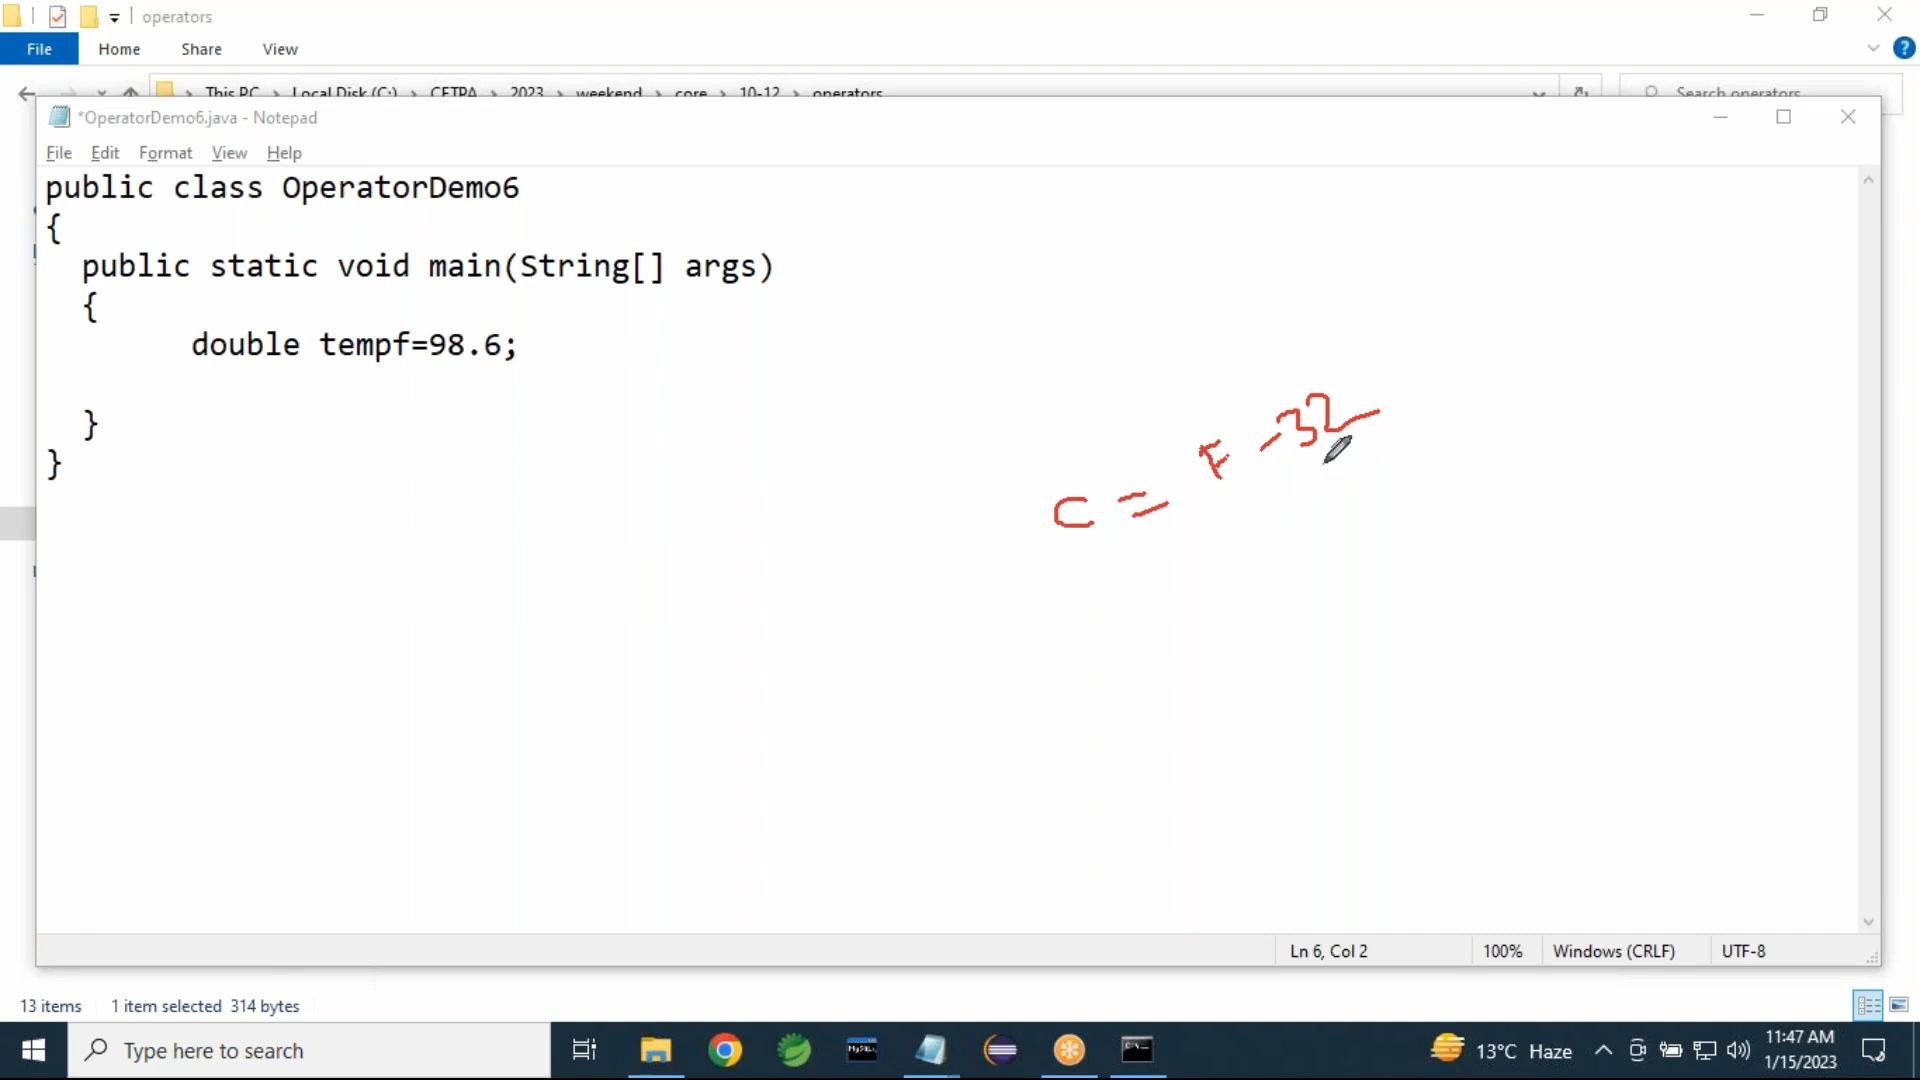 operators
File Home Share View
This PC Local Disk (C:) CETPA 2023 weekend core 10-12 operators Search operators
*OperatorDemo6.java - Notepad
File Edit Format View Help
public class OperatorDemo6
{
public static void main(String[] args)
{
double tempf=98.6;
}
}
F -32
C =
Ln 6, Col 2 100% Windows (CRLF) UTF-8
13 items 1 item selected 314 bytes
Type here to search
MySQL
13°C Haze
11:47 AM
1/15/2023